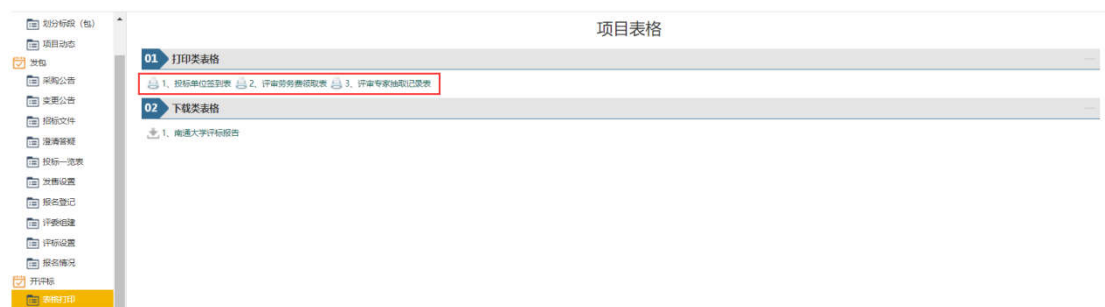 划分标段（包）
项目动态
发包
采购公告
变更公告
招标文件
澄清答疑
投标一览表
发售设置
报名登记
评委组建
评标设置
报名情况
开评标
表格打印
项目表格
01 打印类表格
1、投标单位签到表 2、评审劳务费领取表 3、评审专家抽取记录表
02 下载类表格
1、南通大学评标报告